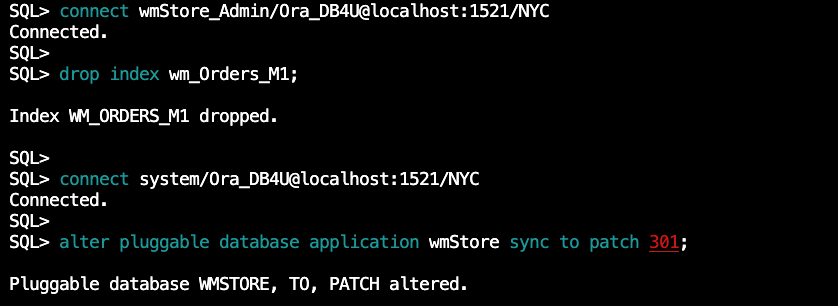 SQL> connect wmStore_Admin/Ora_DB4U@localhost:1521/NYC
Connected.
SQL>
SQL> drop index wm_Orders_M1;
Index WM_ORDERS_M1 dropped.
SQL>
SQL> connect system/Ora_DB4U@localhost:1521/NYC
Connected.
SQL>
SQL> alter pluggable database application wmStore sync to patch 301;
Pluggable database WMSTORE, TO, PATCH altered.